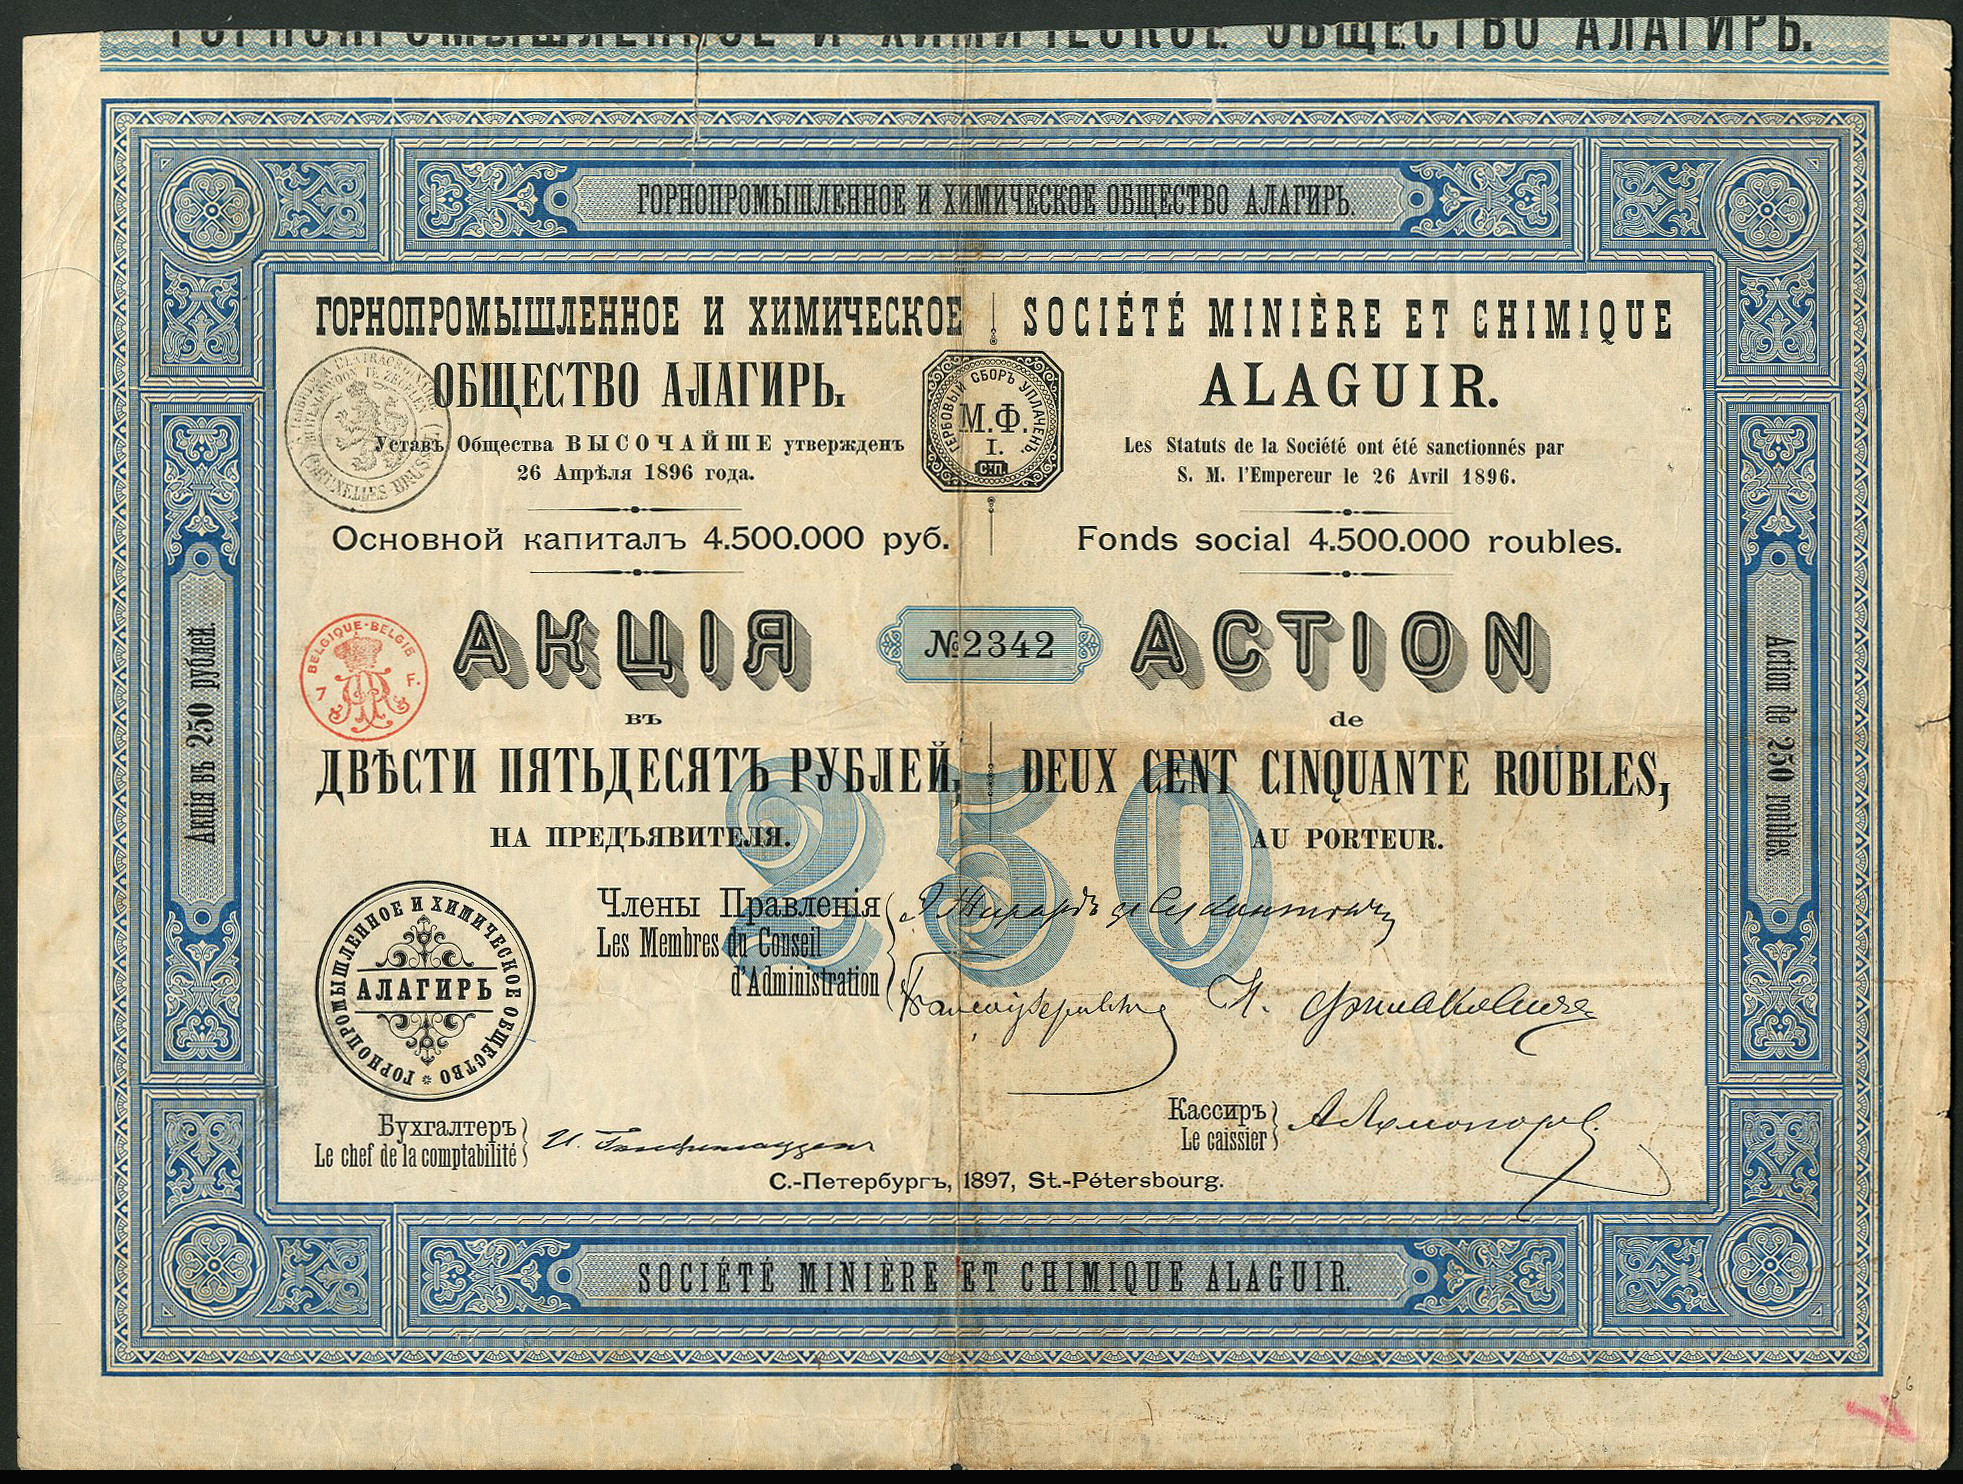 ГОРНОПРОМЫШЛЕННОЕ И ХИМИЧЕСКОЕ ОБЩЕСТВО АЛАГИРЪ.
ГОРНОПРОМЫШЛЕННОЕ И ХИМИЧЕСКОЕ ОБЩЕСТВО АЛАГИРЪ.
ГОРНОПРОМЫШЛЕННОЕ И ХИМИЧЕСКОЕ
ОБЩЕСТВО АЛАГИРЪ.
Уставъ Общества ВЫСОЧАЙШЕ утвержденъ
26 Апрѣля 1896 года.
Основной капиталъ 4.500.000 руб.
АКЦІЯ
въ
ДВѢСТИ ПЯТЬДЕСЯТЪ РУБЛЕЙ,
НА ПРЕДЪЯВИТЕЛЯ.
ГЕРБОВЫЙ СБОРЪ УПЛАЧЕНЪ.
М.Ф.
I.
С.П.
№2342
SOCIÉTÉ MINIÈRE ET CHIMIQUE
ALAGUIR.
Les Statuts de la Société ont été sanctionnés par
S. M. l'Empereur le 26 Avril 1896.
Fonds social 4.500.000 roubles.
ACTION
de
DEUX CENT CINQUANTE ROUBLES,
AU PORTEUR.
250
BRUXELLES
BELGIQUE-BELGIE
7 F.
Акція въ 250 рублей.
Action de 250 roubles.
Члены Правленія
Les Membres du Conseil
d'Administration
ГОРНОПРОМЫШЛЕННОЕ И ХИМИЧЕСКОЕ ОБЩЕСТВО
АЛАГИРЪ
Бухгалтеръ
Le chef de la comptabilité
Кассиръ
Le caissier
С.-Петербургъ, 1897, St.-Pétersbourg.
SOCIÉTÉ MINIÈRE ET CHIMIQUE ALAGUIR.